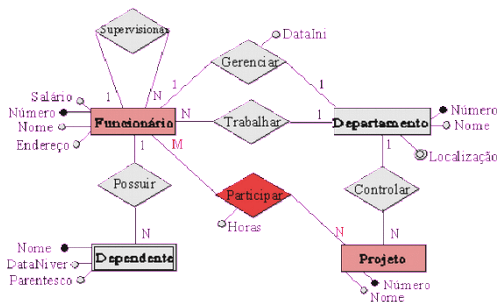 Supervisionar
DataIni
1
N
1
Gerenciar
1
Salário
Número
Nome
Endereço
Funcionário
N
Trabalhar
1
Departamento
Número
Nome
Localização
1
M
1
Possuir
Participar
Horas
Controlar
N
N
N
Nome
DataNiver
Parentesco
Dependente
Projeto
Número
Nome